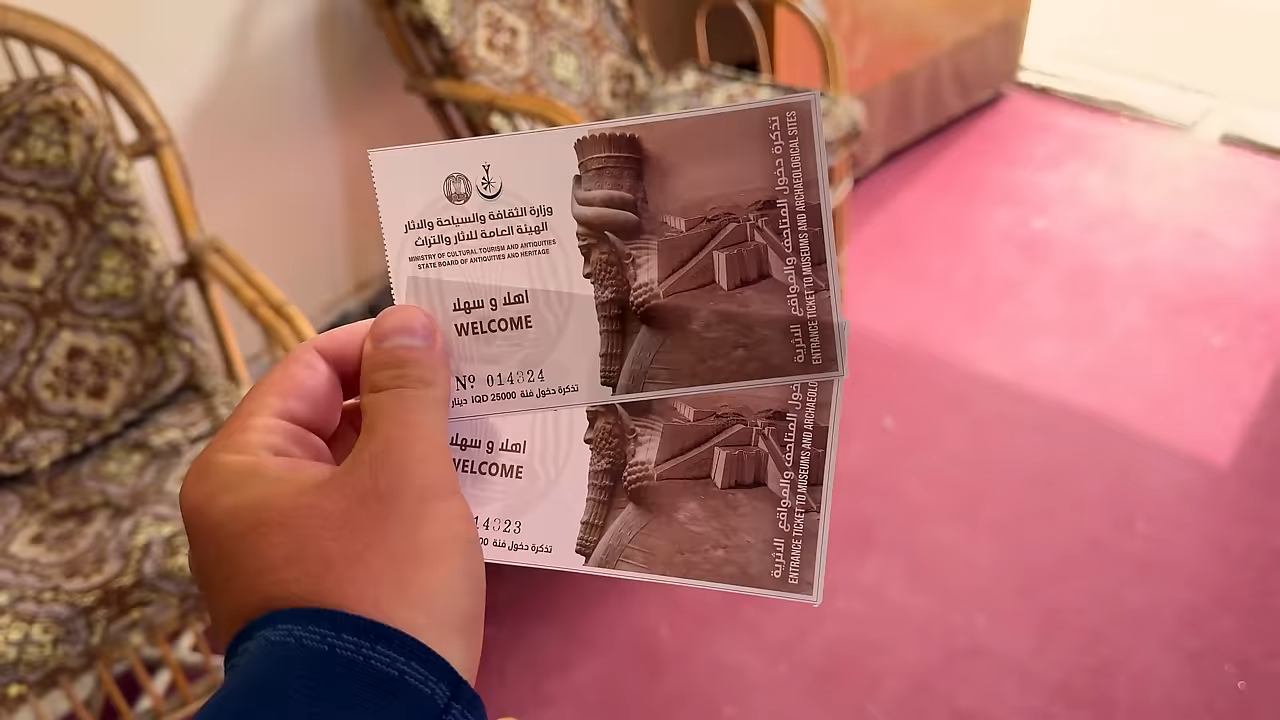 وزارة الثقافة والسياحة والاثار
الهيئة العامة للاثار والتراث
MINISTRY OF CULTURAL TOURISM AND ANTIQUITIES
STATE BOARD OF ANTIQUITIES AND HERITAGE
اهلا و سهلا
WELCOME
Nº 014324
تذكرة دخول فئة 25000 IQD دينار
تذكرة دخول المتاحف والمواقع الاثرية
ENTRANCE TICKET TO MUSEUMS AND ARCHAEOLOGICAL SITES
اهلا و سهلا
WELCOME
14323
تذكرة دخول فئة
تذكرة دخول المتاحف والمواقع الاثرية
ENTRANCE TICKET TO MUSEUMS AND